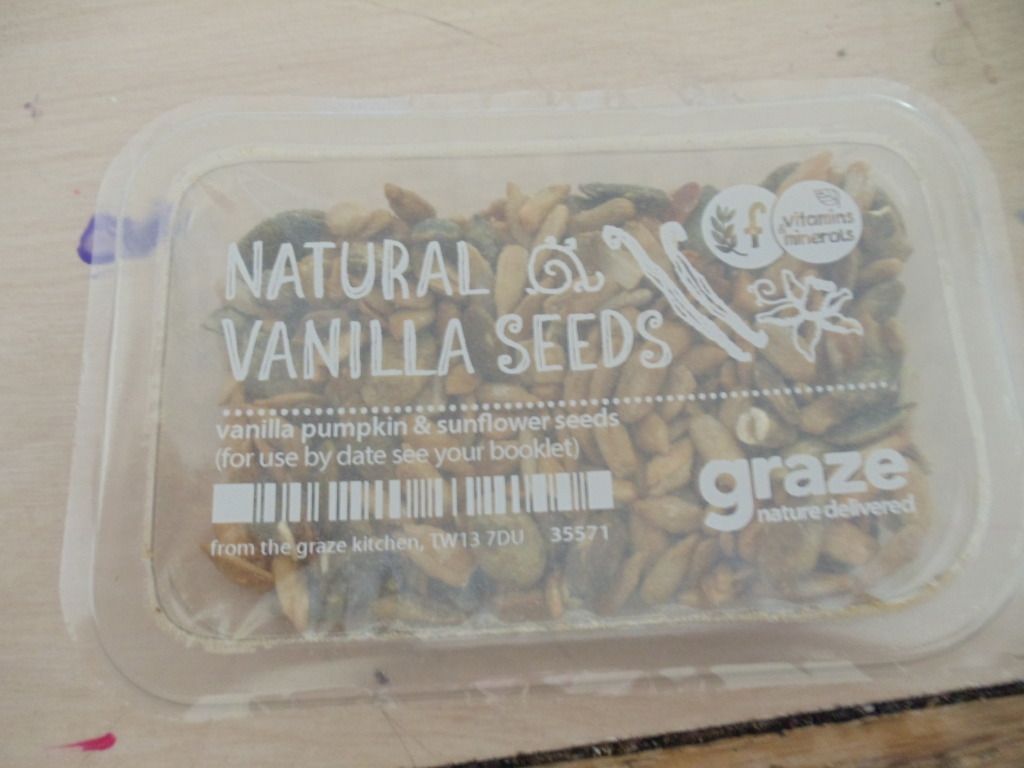 f
vitamins
& minerals
NATURAL
VANILLA SEEDS
vanilla pumpkin & sunflower seeds
(for use by date see your booklet)
from the graze kitchen, TW13 7DU 35571
graze
nature delivered